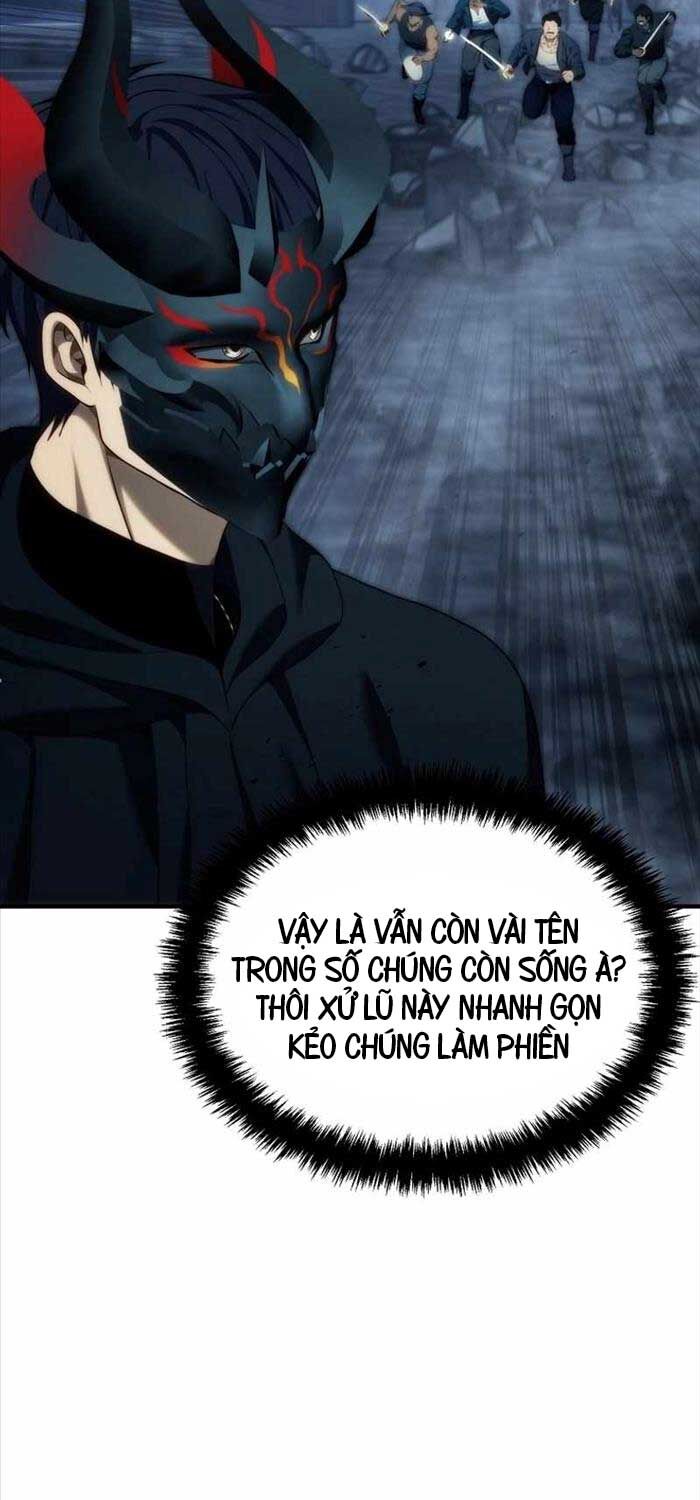 VẬY LÀ VẪN CÒN VÀI TÊN
TRONG SỐ CHÚNG CÒN SỐNG À?
THÔI XỬ LŨ NÀY NHANH GỌN
KẺO CHÚNG LÀM PHIỀN